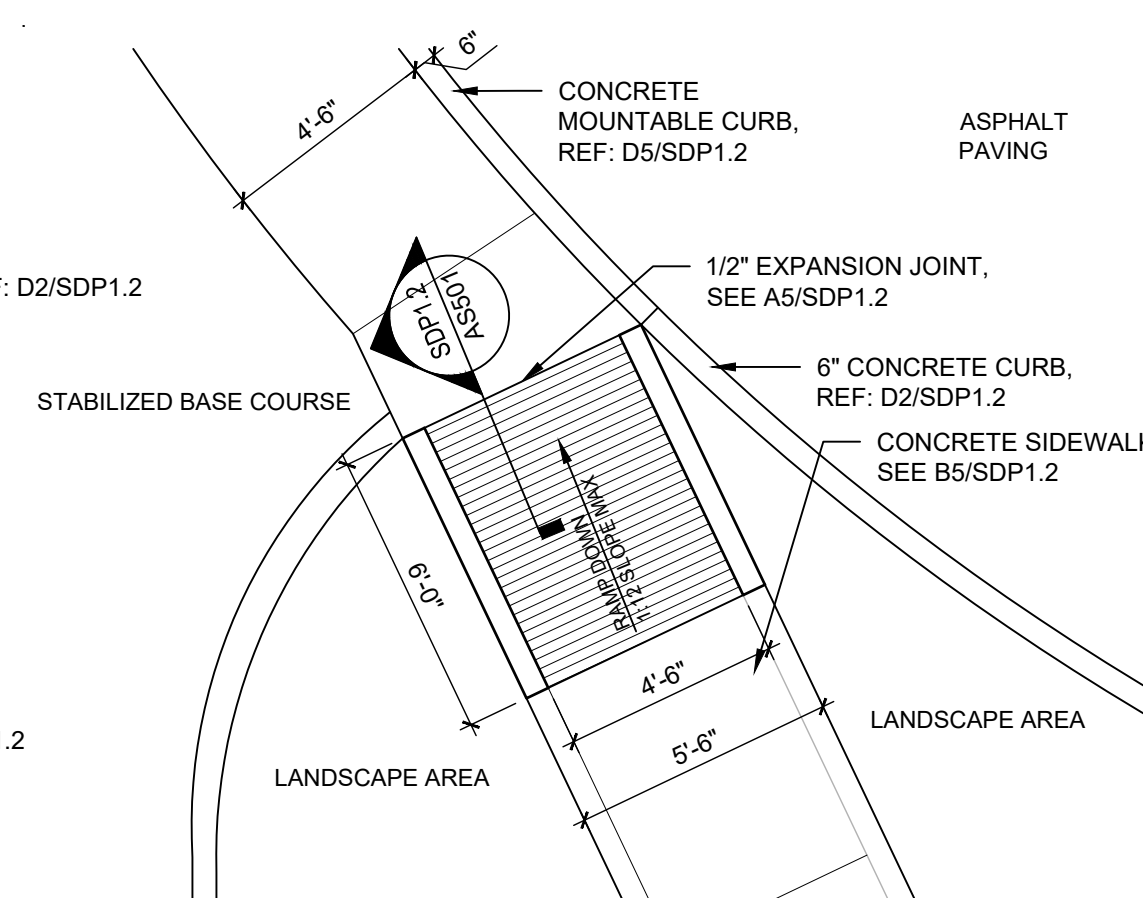 6"
4'-6"
CONCRETE
MOUNTABLE CURB,
REF: D5/SDP1.2
ASPHALT
PAVING
: D2/SDP1.2
SDP1.2
AS501
1/2" EXPANSION JOINT,
SEE A5/SDP1.2
6" CONCRETE CURB,
REF: D2/SDP1.2
STABILIZED BASE COURSE
CONCRETE SIDEWALK
SEE B5/SDP1.2
RAMP DOWN
1:12 SLOPE MAX
6'-0"
4'-6"
5'-6"
LANDSCAPE AREA
.2
LANDSCAPE AREA